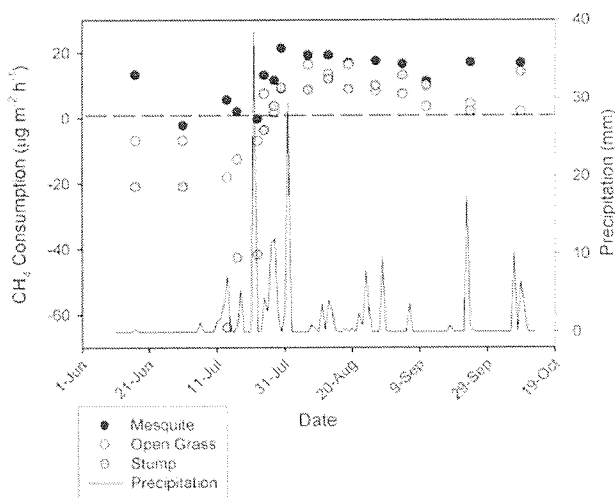 CH₄ Consumption (µg m⁻² h⁻¹)
20
0
-20
-40
-60
40
30
20
10
0
Precipitation (mm)
1-Jun
21-Jun
11-Jul
31-Jul
20-Aug
9-Sep
29-Sep
19-Oct
Date
Mesquite
Open Grass
Stump
Precipitation